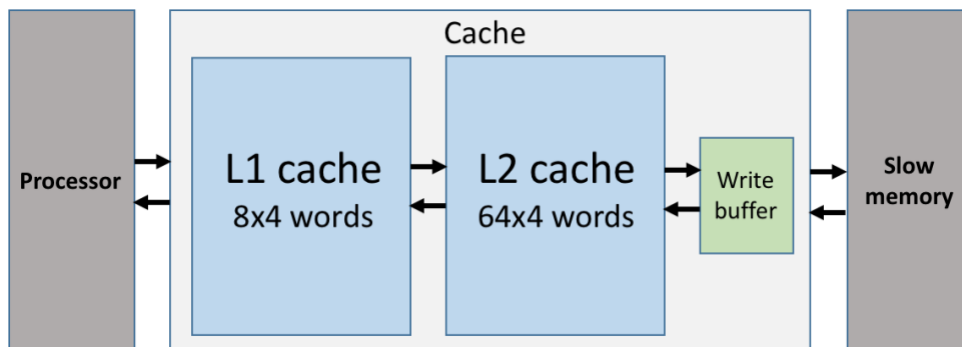 Cache
Processor
L1 cache
8x4 words
L2 cache
64x4 words
Write
buffer
Slow
memory